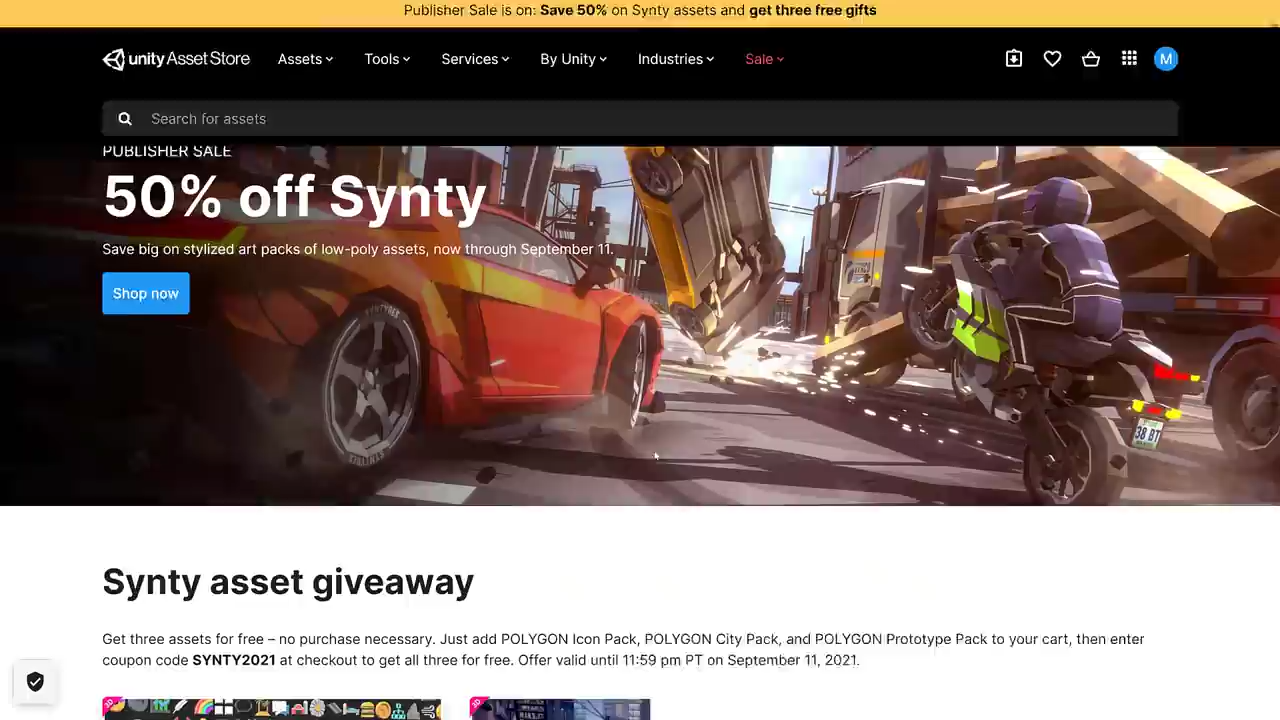 Publisher Sale is on: Save 50% on Synty assets and get three free gifts
unity Asset Store Assets Tools Services By Unity Industries Sale M
Search for assets
PUBLISHER SALE
50% off Synty
Save big on stylized art packs of low-poly assets, now through September 11.
Shop now
38 BT
Synty asset giveaway
Get three assets for free – no purchase necessary. Just add POLYGON Icon Pack, POLYGON City Pack, and POLYGON Prototype Pack to your cart, then enter
coupon code SYNTY2021 at checkout to get all three for free. Offer valid until 11:59 pm PT on September 11, 2021.